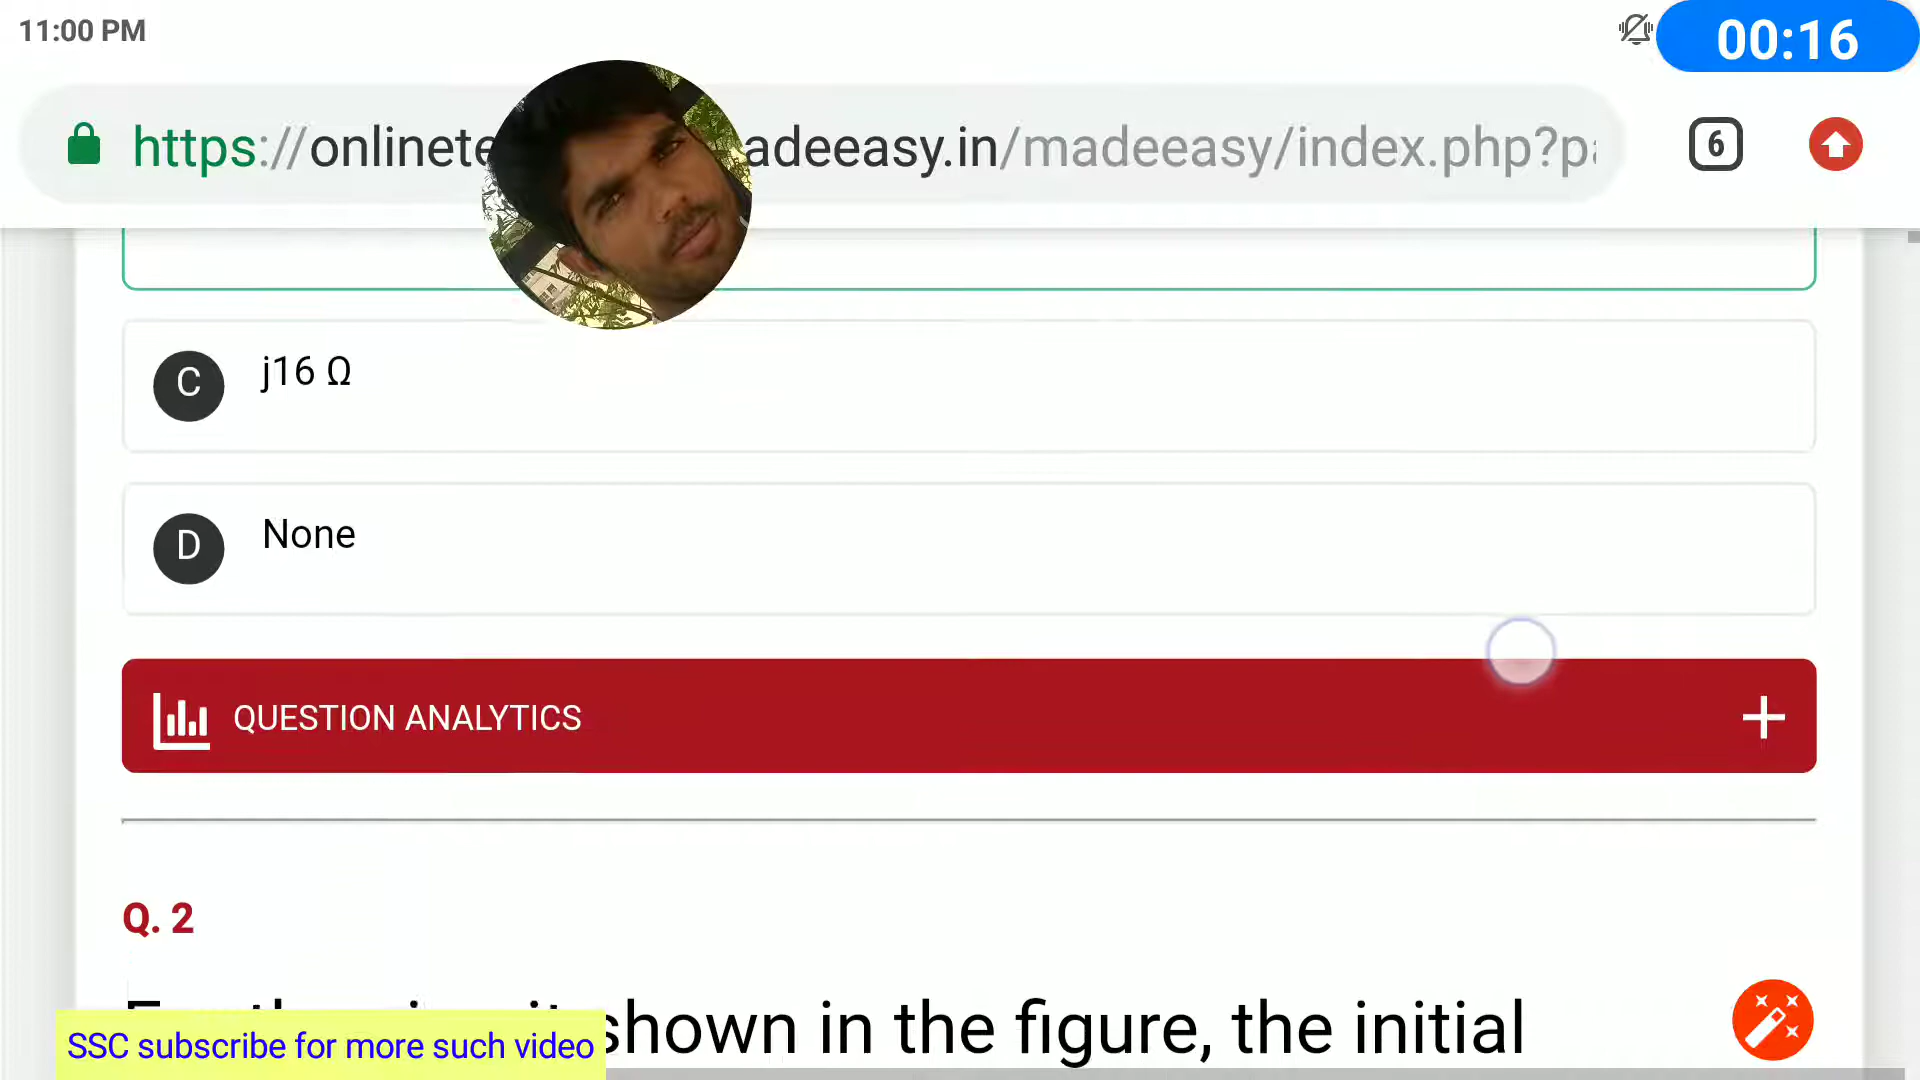 11:00 PM
00:16
https://onlinete adeeasy.in/madeeasy/index.php?pa
6
C j16 Ω
D None
QUESTION ANALYTICS
Q. 2
shown in the figure, the initial
SSC subscribe for more such video